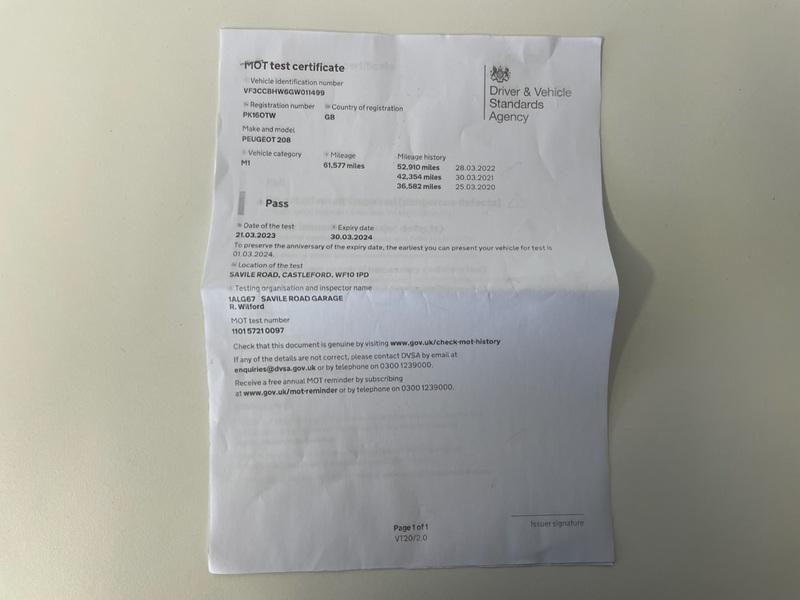 MOT test certificate
Vehicle identification number
VF3CCBHW6GW011499
Registration number Country of registration
PK16OTW GB
Make and model
PEUGEOT 208
Vehicle category Mileage Mileage history
M1 61,577 miles 52,910 miles 28.03.2022
42,354 miles 30.03.2021
36,582 miles 25.03.2020
Driver & Vehicle
Standards
Agency
Pass
Date of the test Expiry date
21.03.2023 30.03.2024
To preserve the anniversary of the expiry date, the earliest you can present your vehicle for test is
01.03.2024.
Location of the test
SAVILE ROAD, CASTLEFORD, WF10 1PD
Testing organisation and inspector name
1ALG67 SAVILE ROAD GARAGE
R. Wilford
MOT test number
1101 5721 0097
Check that this document is genuine by visiting www.gov.uk/check-mot-history
If any of the details are not correct, please contact DVSA by email at
enquiries@dvsa.gov.uk or by telephone on 0300 1239000.
Receive a free annual MOT reminder by subscribing
at www.gov.uk/mot-reminder or by telephone on 0300 1239000.
Page 1 of 1
VT20/2.0
Issuer signature